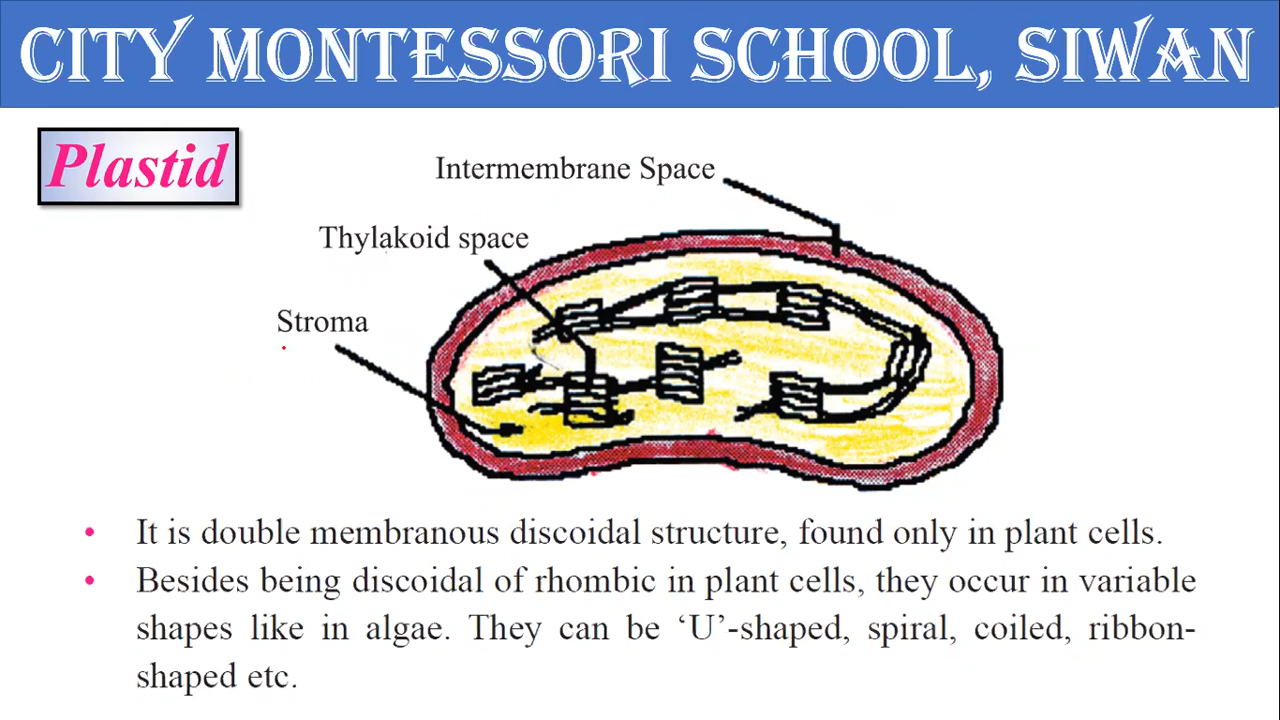 CITY MONTESSORI SCHOOL, SIWAN
Plastid
Intermembrane Space
Thylakoid space
Stroma
• It is double membranous discoidal structure, found only in plant cells.
• Besides being discoidal of rhombic in plant cells, they occur in variable
shapes like in algae. They can be ‘U’-shaped, spiral, coiled, ribbon-
shaped etc.